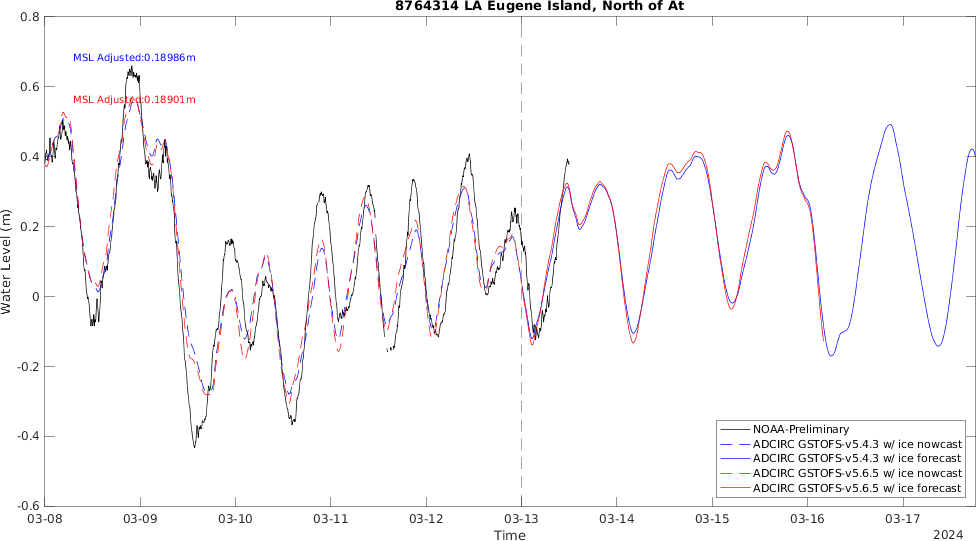 8764314 LA Eugene Island, North of At
0.8
0.6
0.4
0.2
0
-0.2
-0.4
-0.6
Water Level (m)
MSL Adjusted:0.18986m
MSL Adjusted:0.18901m
NOAA-Preliminary
ADCIRC GSTOFS-v5.4.3 w/ ice nowcast
ADCIRC GSTOFS-v5.4.3 w/ ice forecast
ADCIRC GSTOFS-v5.6.5 w/ ice nowcast
ADCIRC GSTOFS-v5.6.5 w/ ice forecast
03-08 03-09 03-10 03-11 03-12 03-13 03-14 03-15 03-16 03-17
Time
2024